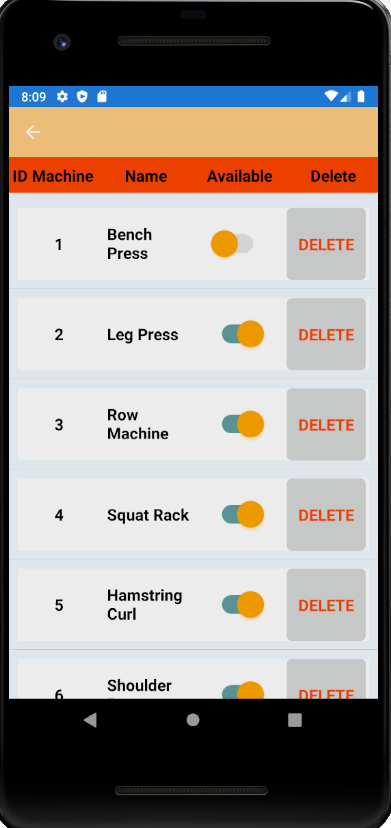 8:09
ID Machine Name Available Delete
1 Bench Press DELETE
2 Leg Press DELETE
3 Row Machine DELETE
4 Squat Rack DELETE
5 Hamstring Curl DELETE
6 Shoulder DELETE